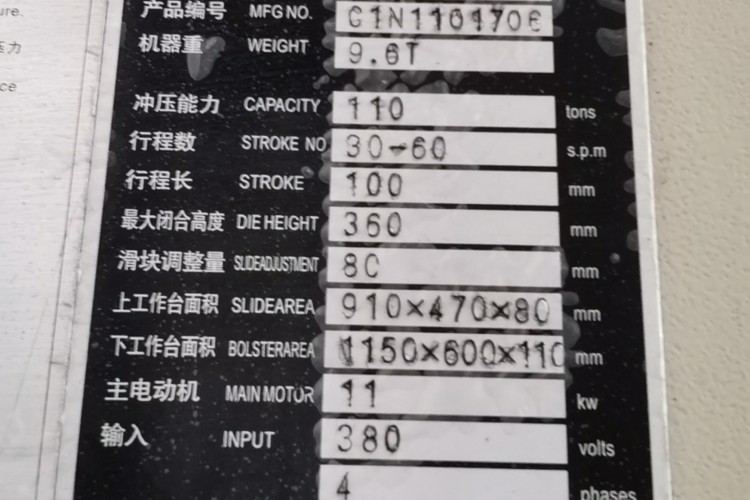 ure.
压力
ce
产品编号 MFG NO. C1N1101706
机器重 WEIGHT 9.6T
冲压能力 CAPACITY 110 tons
行程数 STROKE NO 30-60 s.p.m
行程长 STROKE 100 mm
最大闭合高度 DIE HEIGHT 360 mm
滑块调整量 SLIDEADJUSTMENT 80 mm
上工作台面积 SLIDEAREA 910×470×80 mm
下工作台面积 BOLSTERAREA 1150×600×110 mm
主电动机 MAIN MOTOR 11 kw
输入 INPUT 380 volts
4 phases